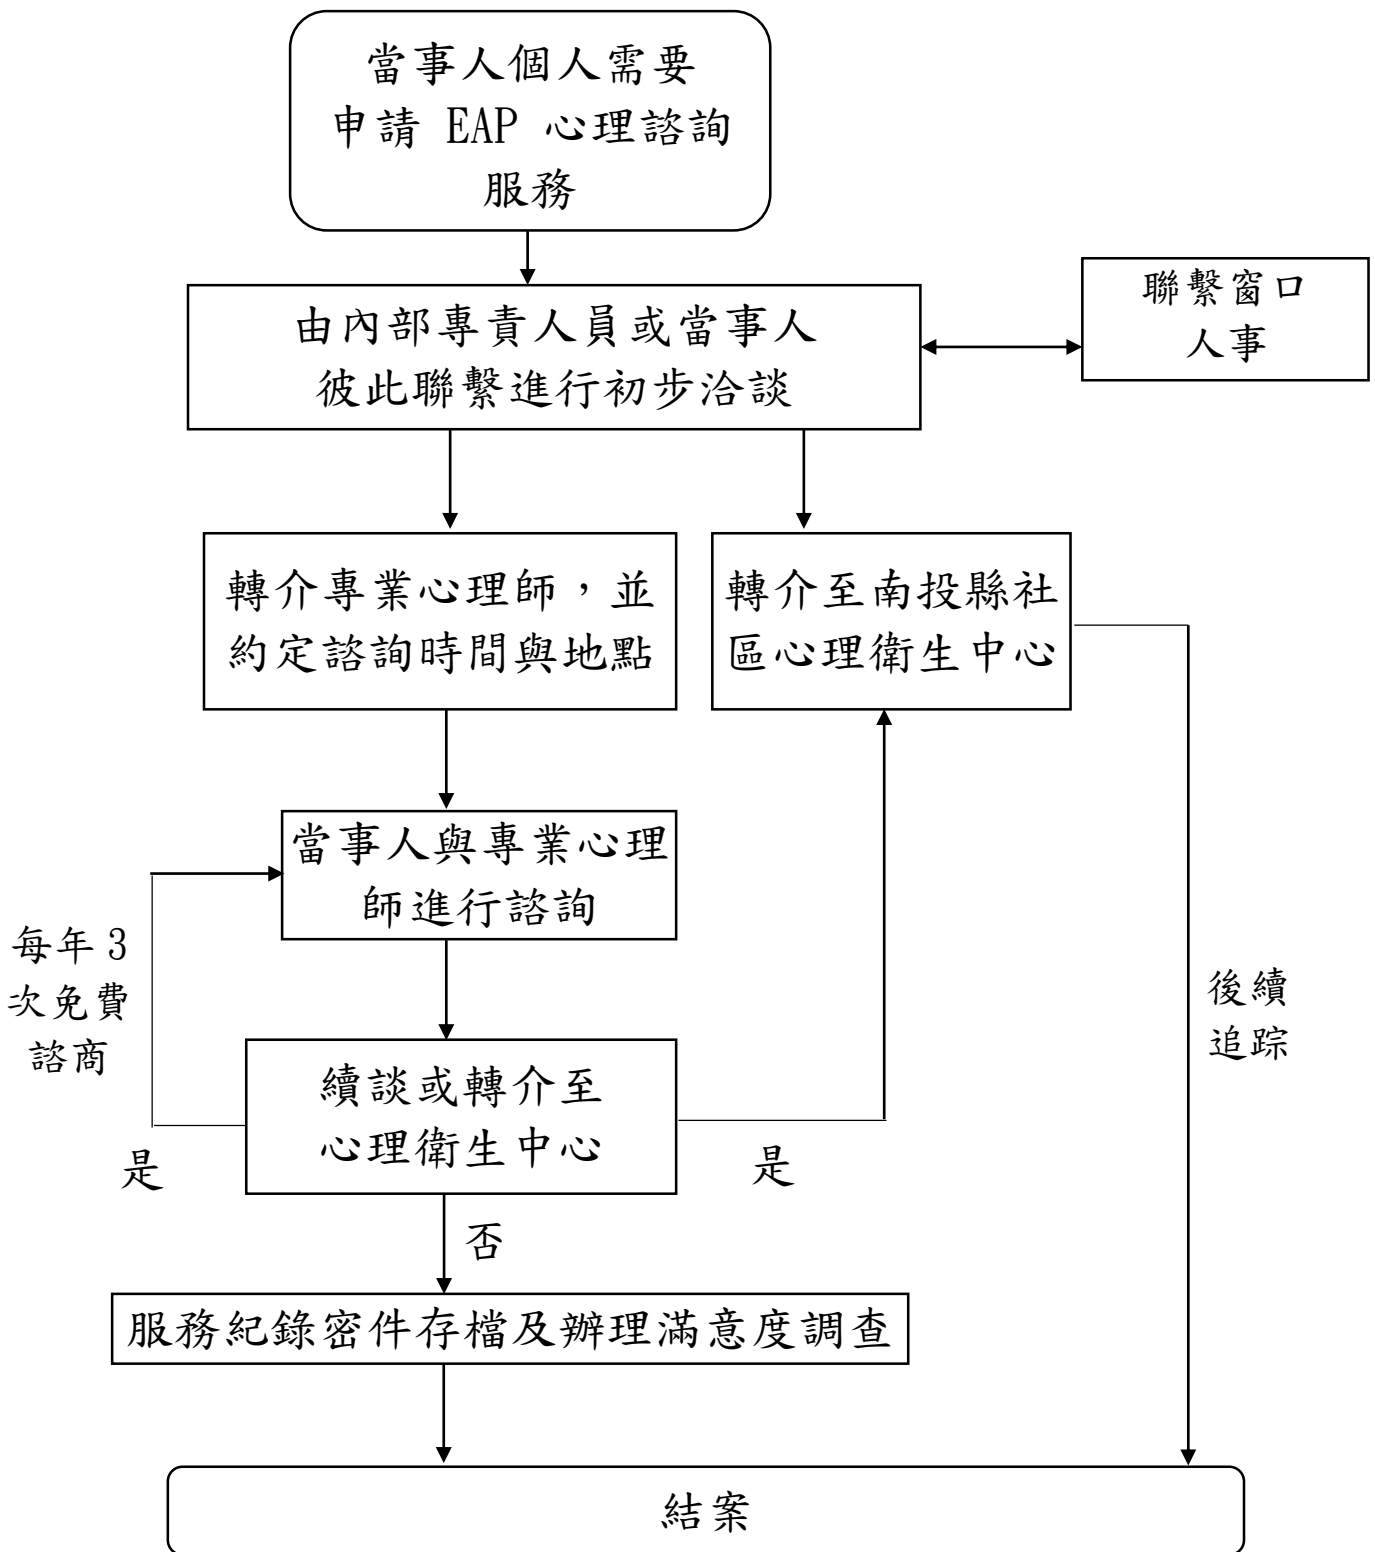 當事人個人需要
申請 EAP 心理諮詢
服務
由內部專責人員或當事人
彼此聯繫進行初步洽談
聯繫窗口
人事
轉介專業心理師，並
約定諮詢時間與地點
轉介至南投縣社
區心理衛生中心
當事人與專業心理
師進行諮詢
每年 3
次免費
諮商
後續
追踪
續談或轉介至
心理衛生中心
是
是
否
服務紀錄密件存檔及辦理滿意度調查
結案